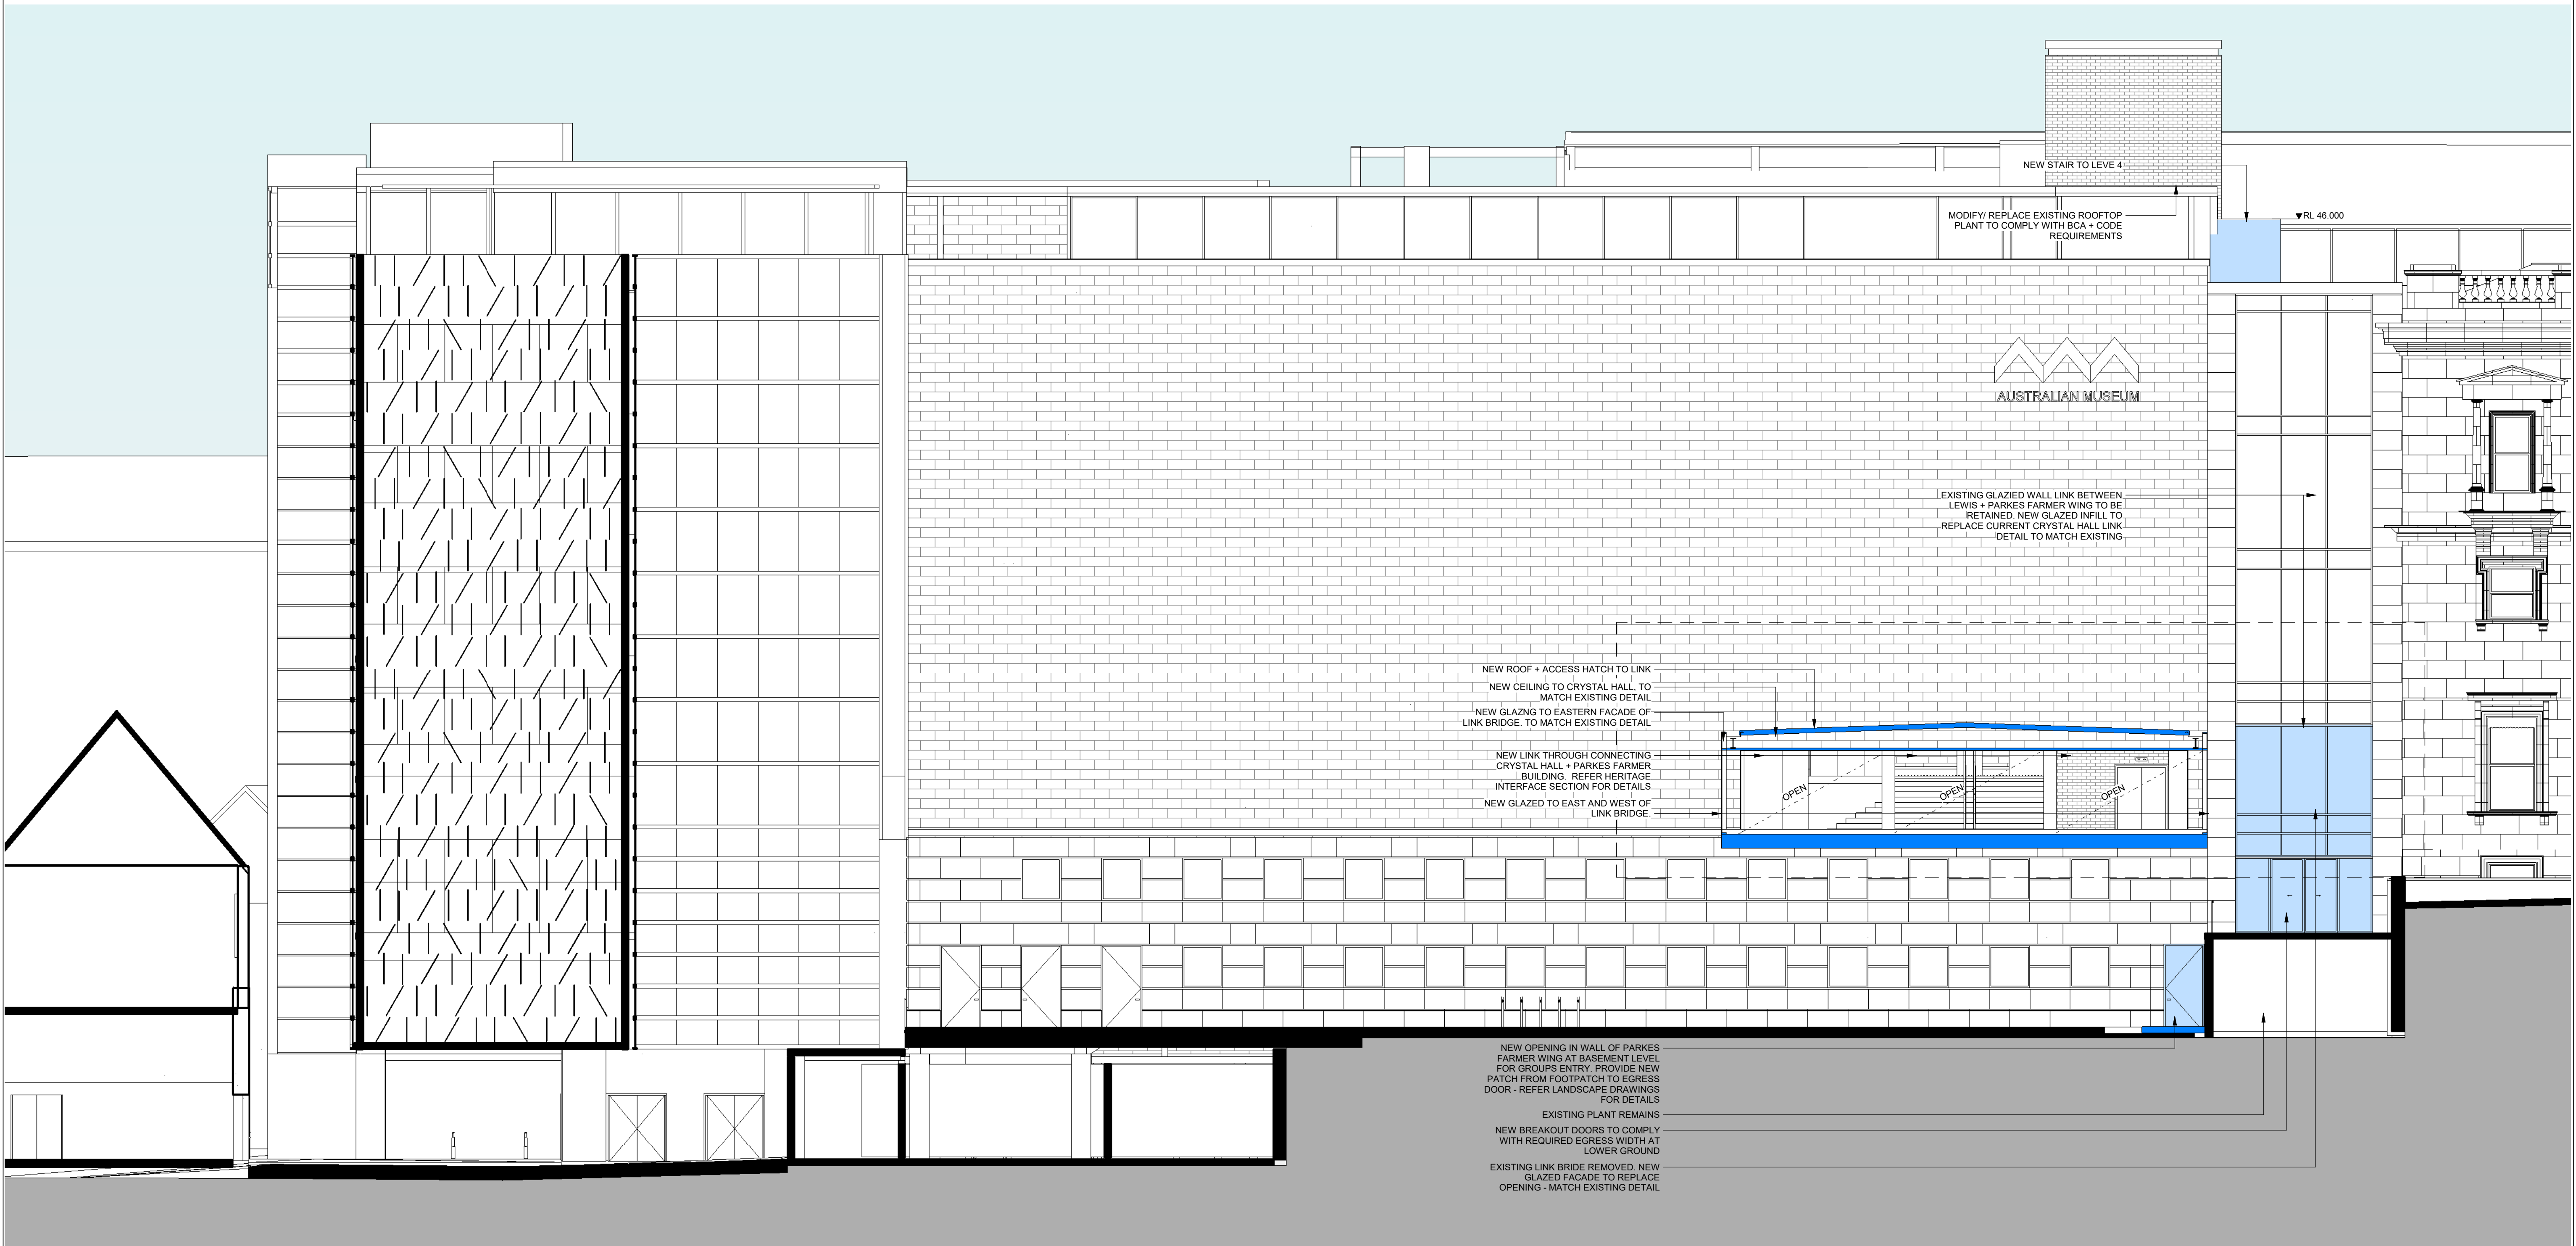 NEW STAIR TO LEVE 4
MODIFY/ REPLACE EXISTING ROOFTOP
PLANT TO COMPLY WITH BCA + CODE
REQUIREMENTS
RL 46.000
AUSTRALIAN MUSEUM
EXISTING GLAZIED WALL LINK BETWEEN
LEWIS + PARKES FARMER WING TO BE
RETAINED. NEW GLAZED INFILL TO
REPLACE CURRENT CRYSTAL HALL LINK
DETAIL TO MATCH EXISTING
NEW ROOF + ACCESS HATCH TO LINK
NEW CEILING TO CRYSTAL HALL, TO
MATCH EXISTING DETAIL
NEW GLAZNG TO EASTERN FACADE OF
LINK BRIDGE. TO MATCH EXISTING DETAIL
NEW LINK THROUGH CONNECTING
CRYSTAL HALL + PARKES FARMER
BUILDING. REFER HERITAGE
INTERFACE SECTION FOR DETAILS
NEW GLAZED TO EAST AND WEST OF
LINK BRIDGE.
OPEN
OPEN
OPEN
NEW OPENING IN WALL OF PARKES
FARMER WING AT BASEMENT LEVEL
FOR GROUPS ENTRY. PROVIDE NEW
PATCH FROM FOOTPATCH TO EGRESS
DOOR - REFER LANDSCAPE DRAWINGS
FOR DETAILS
EXISTING PLANT REMAINS
NEW BREAKOUT DOORS TO COMPLY
WITH REQUIRED EGRESS WIDTH AT
LOWER GROUND
EXISTING LINK BRIDE REMOVED. NEW
GLAZED FACADE TO REPLACE
OPENING - MATCH EXISTING DETAIL